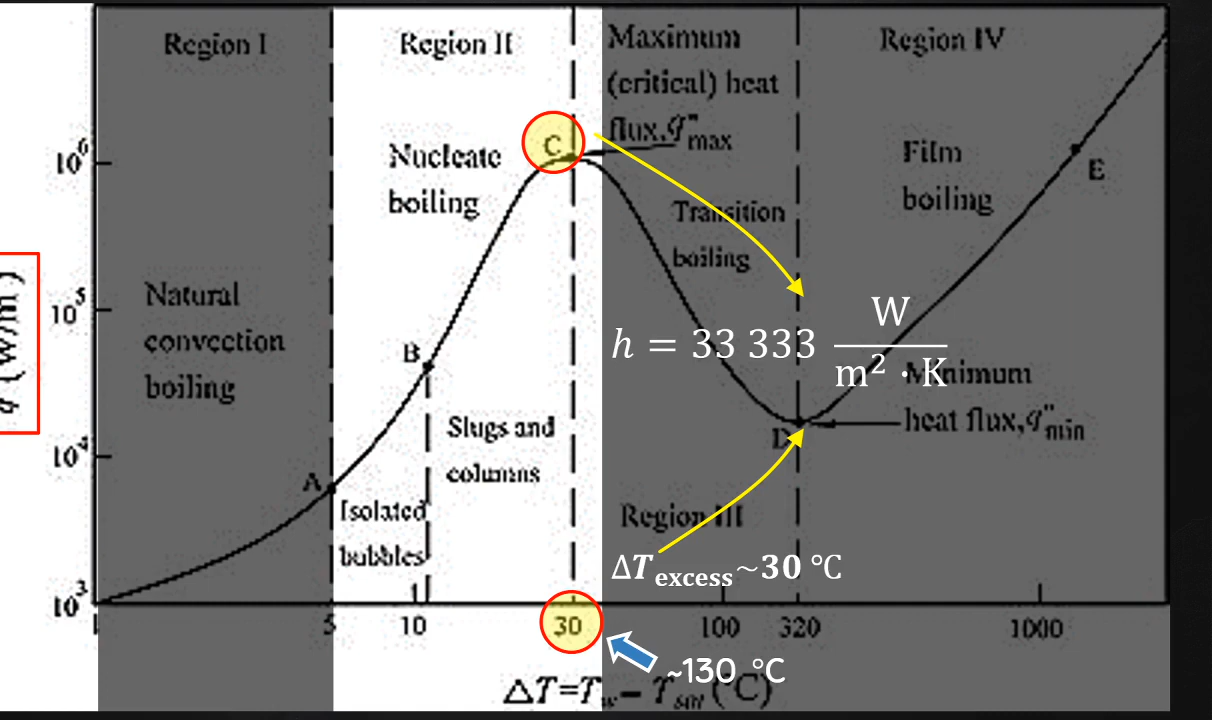 Region I
Region II
Maximum
(critical) heat
flux, q″max
Region IV
C
Nucleate
boiling
Film
boiling
E
Transition
boiling
10⁶
10⁵
10⁴
10³
q (W/m )
Natural
convection
boiling
B
h = 33 333 W/m² · K
Minimum
heat flux, q″min
D
Slugs and
columns
A
Isolated
bubbles
Region III
ΔTexcess~30 °C
1
5
10
30
100
320
1000
~130 °C
ΔT=Tw− Tsat (°C)